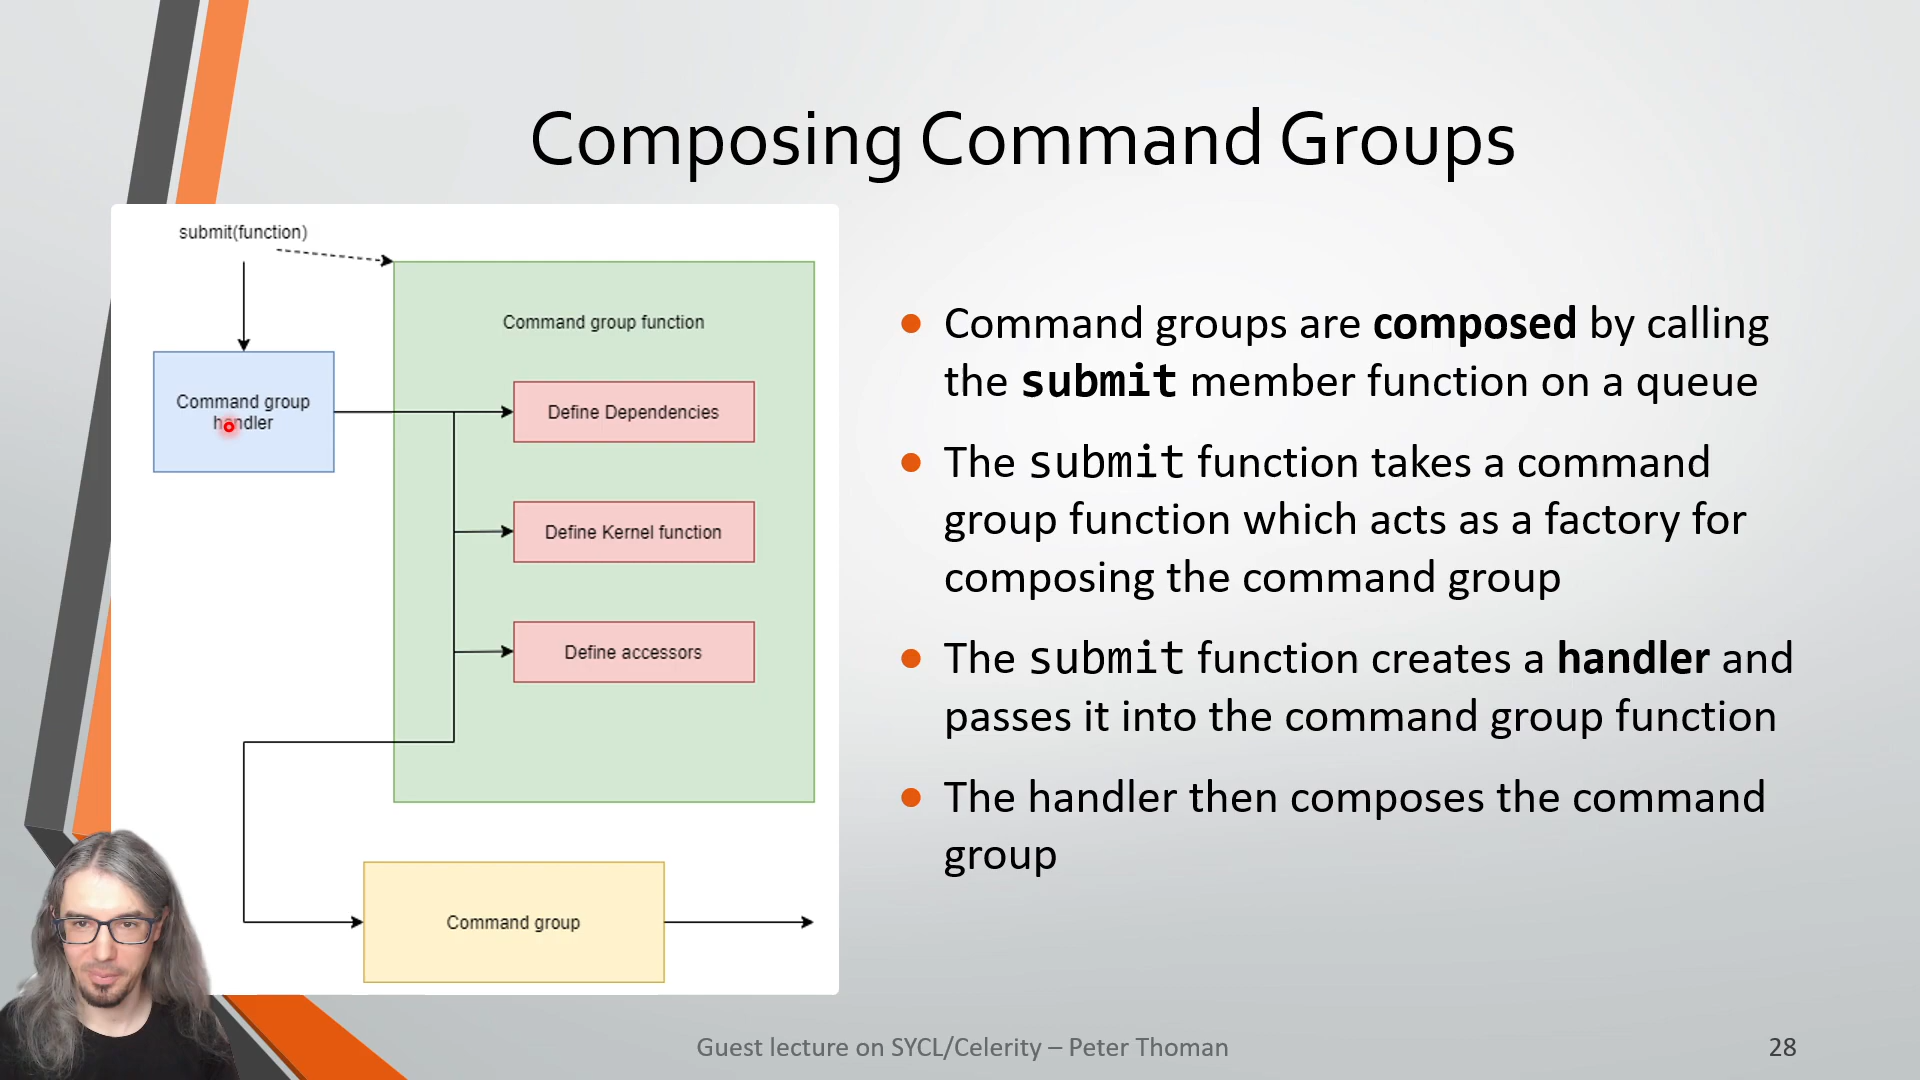 Composing Command Groups
submit(function)
Command group function
Command group
handler
Define Dependencies
Define Kernel function
Define accessors
Command group
Command groups are composed by calling
the submit member function on a queue
The submit function takes a command
group function which acts as a factory for
composing the command group
The submit function creates a handler and
passes it into the command group function
The handler then composes the command
group
Guest lecture on SYCL/Celerity – Peter Thoman
28